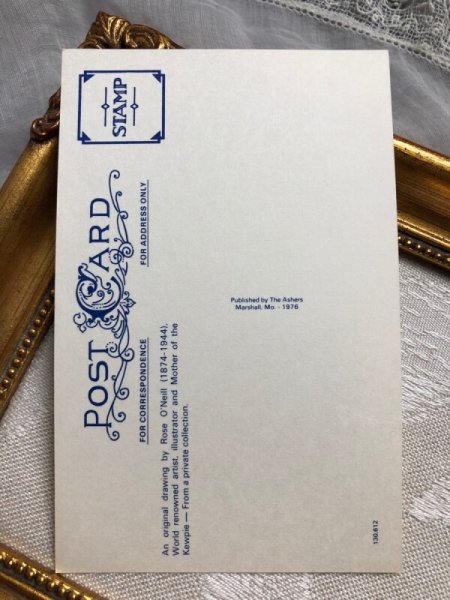 POST CARD
STAMP
FOR CORRESPONDENCE
FOR ADDRESS ONLY
An original drawing by Rose O'Neill (1874-1944).
World renowned artist, illustrator and Mother of the
Kewpie — From a private collection.
Published by The Ashers
Marshall, Mo. - 1976
130,612